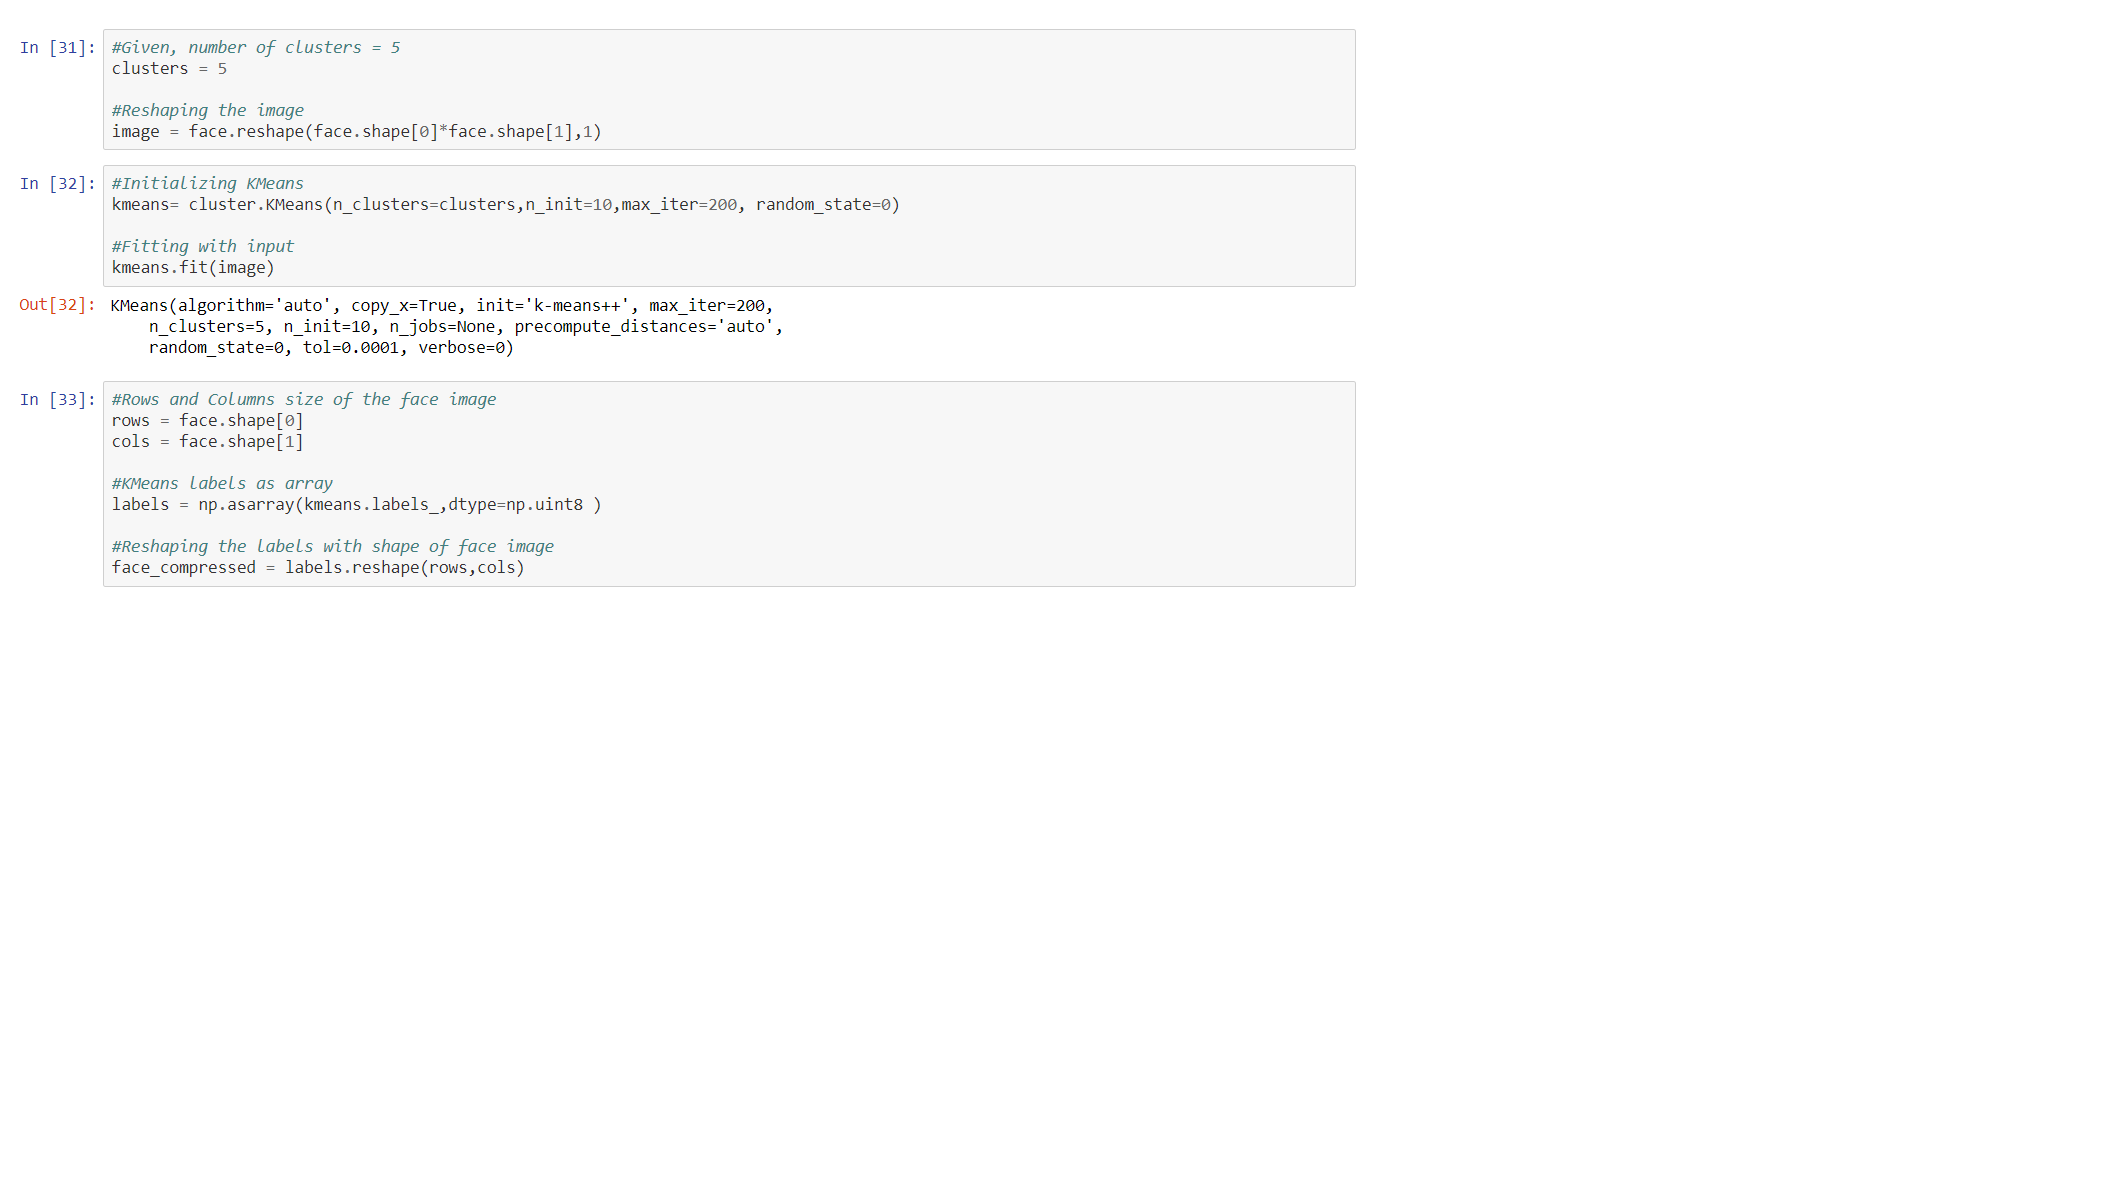 In [31]: #Given, number of clusters = 5
clusters = 5
#Reshaping the image
image = face.reshape(face.shape[0]*face.shape[1],1)
In [32]: #Initializing KMeans
kmeans= cluster.KMeans(n_clusters=clusters,n_init=10,max_iter=200, random_state=0)
#Fitting with input
kmeans.fit(image)
Out[32]: KMeans(algorithm='auto', copy_x=True, init='k-means++', max_iter=200,
n_clusters=5, n_init=10, n_jobs=None, precompute_distances='auto',
random_state=0, tol=0.0001, verbose=0)
In [33]: #Rows and Columns size of the face image
rows = face.shape[0]
cols = face.shape[1]
#KMeans labels as array
labels = np.asarray(kmeans.labels_,dtype=np.uint8 )
#Reshaping the labels with shape of face image
face_compressed = labels.reshape(rows,cols)